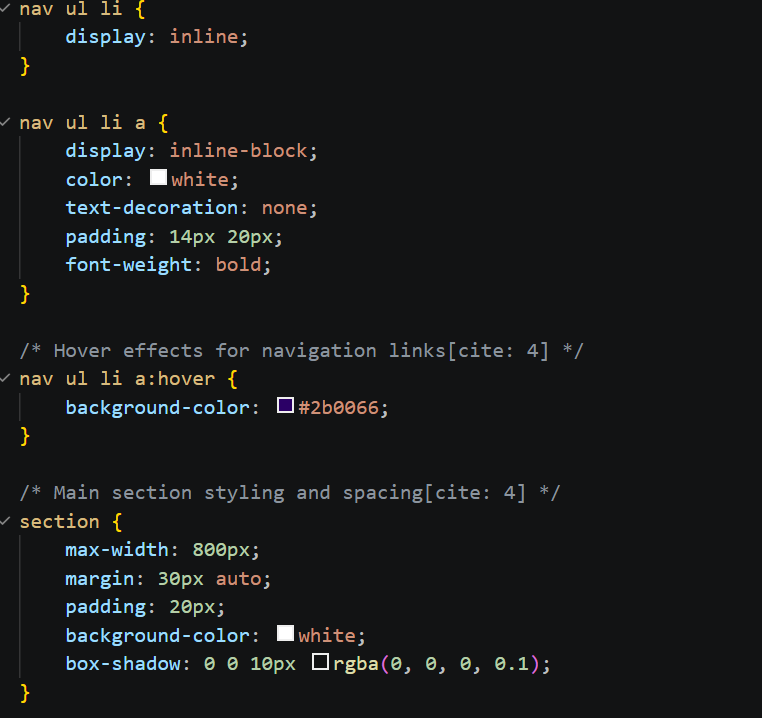 nav ul li {
    display: inline;
}
nav ul li a {
    display: inline-block;
    color: white;
    text-decoration: none;
    padding: 14px 20px;
    font-weight: bold;
}
/* Hover effects for navigation links[cite: 4] */
nav ul li a:hover {
    background-color: #2b0066;
}
/* Main section styling and spacing[cite: 4] */
section {
    max-width: 800px;
    margin: 30px auto;
    padding: 20px;
    background-color: white;
    box-shadow: 0 0 10px rgba(0, 0, 0, 0.1);
}